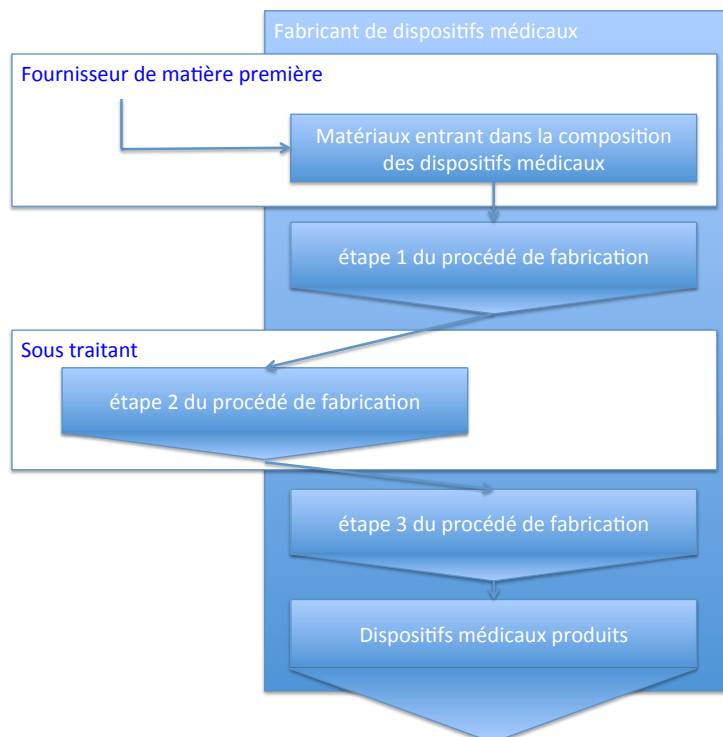 Fabricant de dispositifs médicaux
Fournisseur de matière première
Matériaux entrant dans la composition
des dispositifs médicaux
étape 1 du procédé de fabrication
Sous traitant
étape 2 du procédé de fabrication
étape 3 du procédé de fabrication
Dispositifs médicaux produits